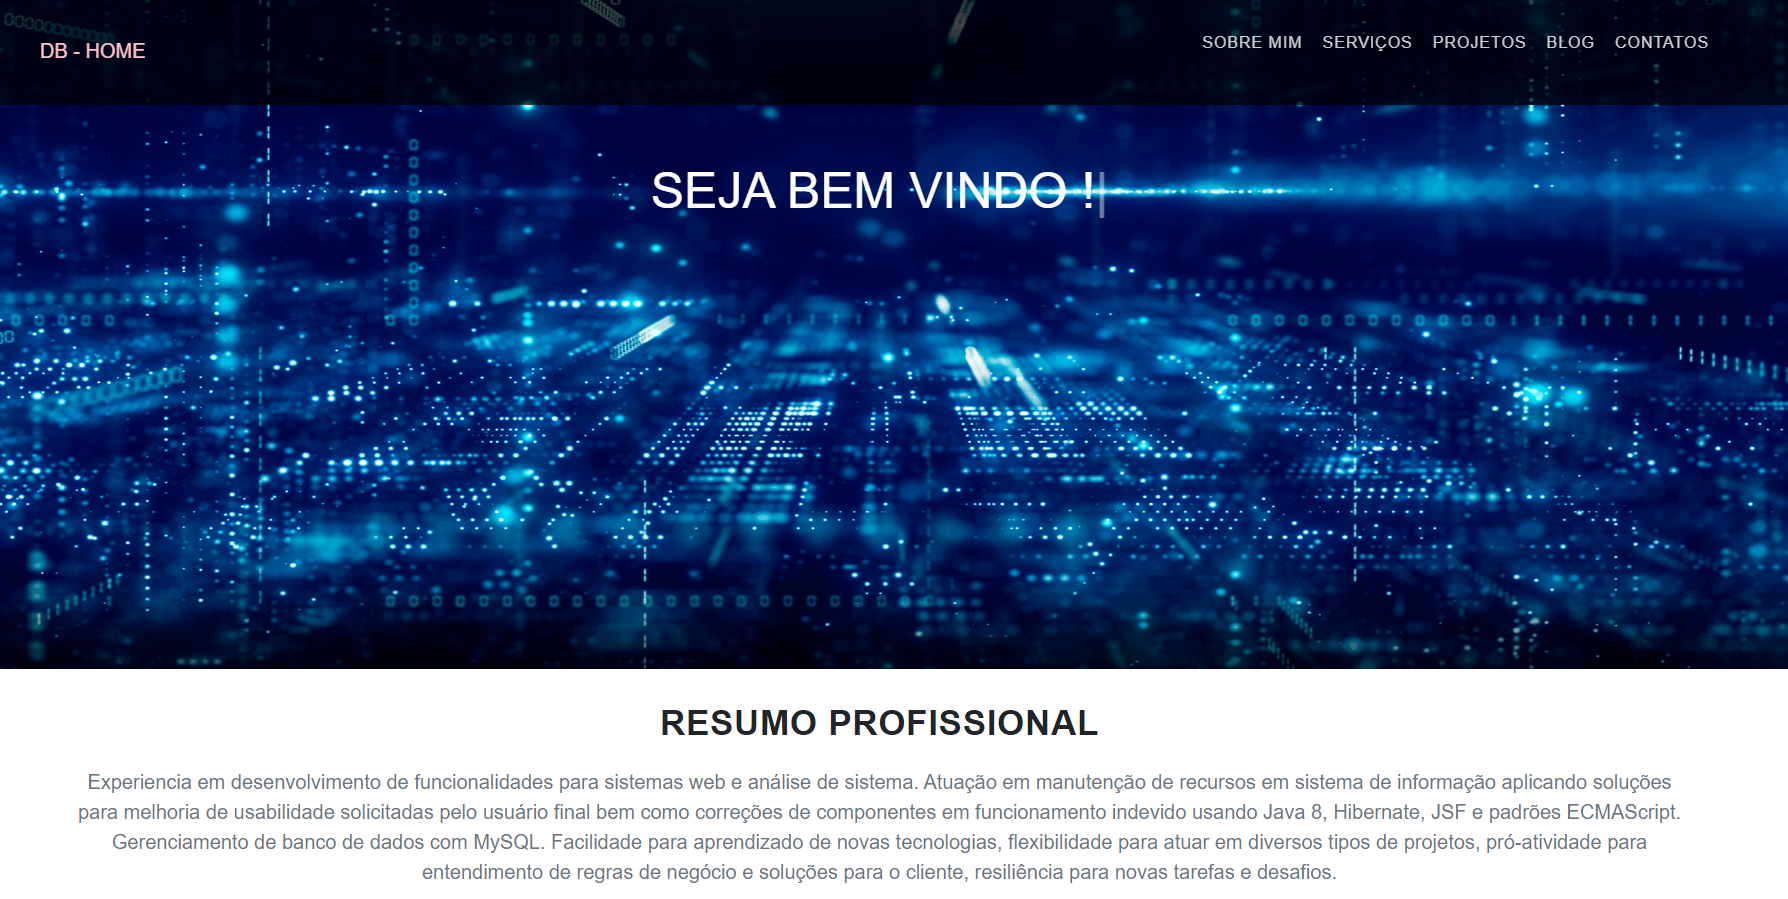 DB - HOME
SOBRE MIM SERVIÇOS PROJETOS BLOG CONTATOS
SEJA BEM VINDO !|
RESUMO PROFISSIONAL
Experiencia em desenvolvimento de funcionalidades para sistemas web e análise de sistema. Atuação em manutenção de recursos em sistema de informação aplicando soluções
para melhoria de usabilidade solicitadas pelo usuário final bem como correções de componentes em funcionamento indevido usando Java 8, Hibernate, JSF e padrões ECMAScript.
Gerenciamento de banco de dados com MySQL. Facilidade para aprendizado de novas tecnologias, flexibilidade para atuar em diversos tipos de projetos, pró-atividade para
entendimento de regras de negócio e soluções para o cliente, resiliência para novas tarefas e desafios.